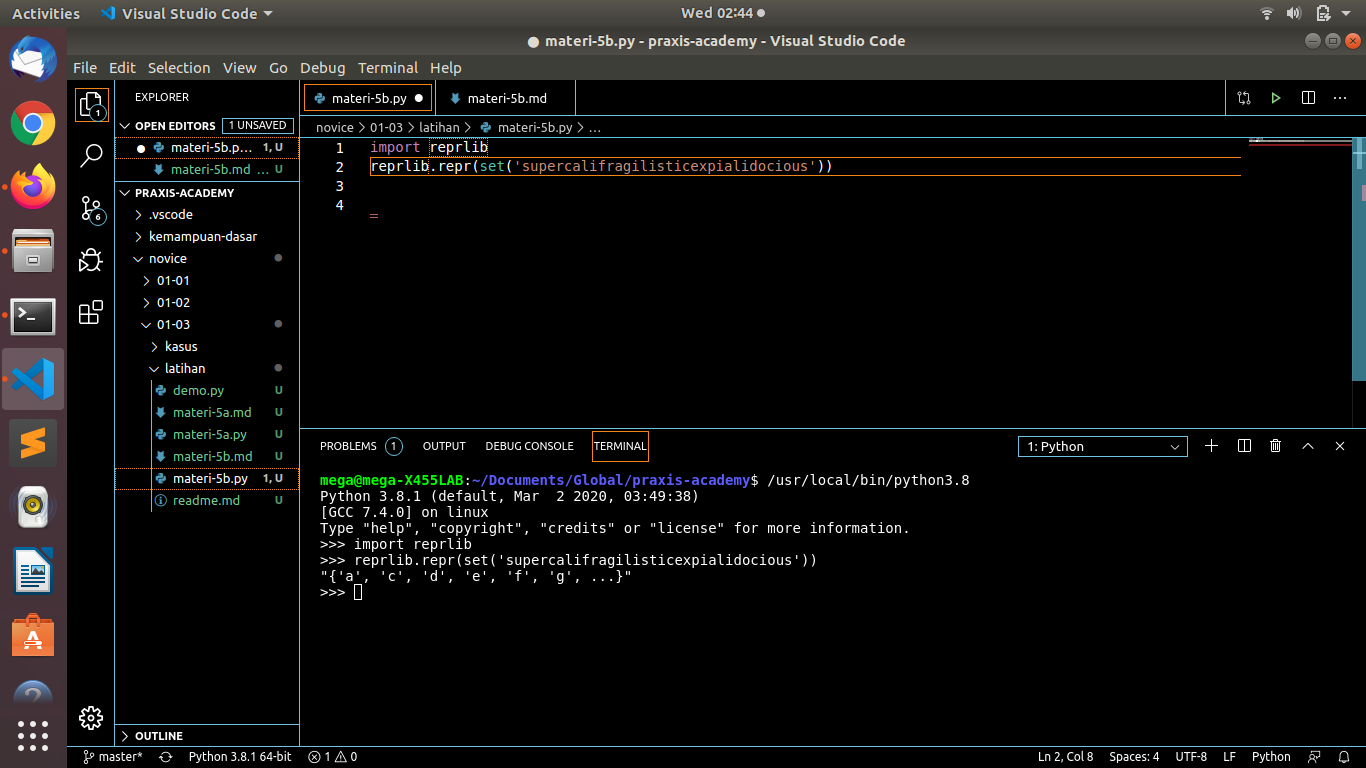 Activities
Visual Studio Code
Wed 02:44
materi-5b.py - praxis-academy - Visual Studio Code
File Edit Selection View Go Debug Terminal Help
1
6
EXPLORER
OPEN EDITORS 1 UNSAVED
materi-5b.p... 1, U
materi-5b.md ... U
PRAXIS-ACADEMY
.vscode
kemampuan-dasar
novice
01-01
01-02
01-03
kasus
latihan
demo.py U
materi-5a.md U
materi-5a.py U
materi-5b.md U
materi-5b.py 1, U
readme.md U
OUTLINE
materi-5b.py
materi-5b.md
novice > 01-03 > latihan > materi-5b.py > ...
1 import reprlib
2 reprlib.repr(set('supercalifragilisticexpialidocious'))
3
4
PROBLEMS 1 OUTPUT DEBUG CONSOLE TERMINAL
1: Python
mega@mega-X455LAB:~/Documents/Global/praxis-academy$ /usr/local/bin/python3.8
Python 3.8.1 (default, Mar  2 2020, 03:49:38)
[GCC 7.4.0] on linux
Type "help", "copyright", "credits" or "license" for more information.
>>> import reprlib
>>> reprlib.repr(set('supercalifragilisticexpialidocious'))
"{'a', 'c', 'd', 'e', 'f', 'g', ...}"
>>>
master* Python 3.8.1 64-bit 1 0 Ln 2, Col 8 Spaces: 4 UTF-8 LF Python